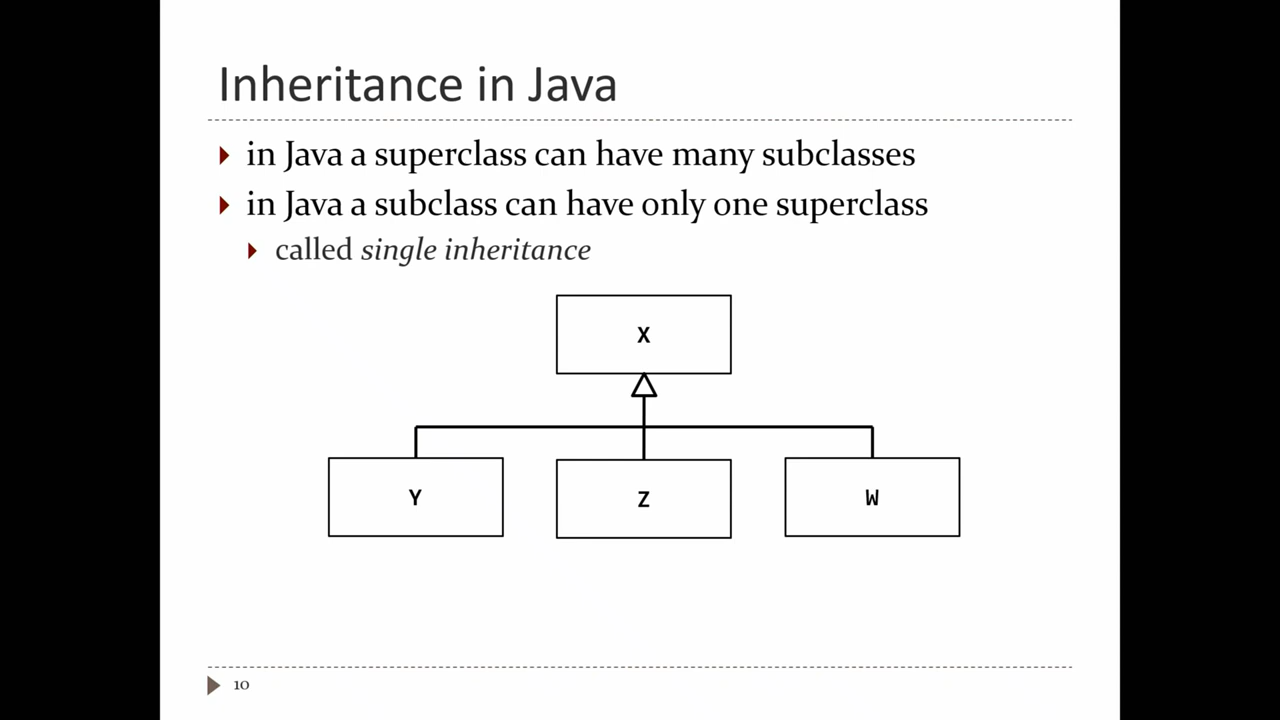 Inheritance in Java
in Java a superclass can have many subclasses
in Java a subclass can have only one superclass
called single inheritance
X
Y
Z
W
10